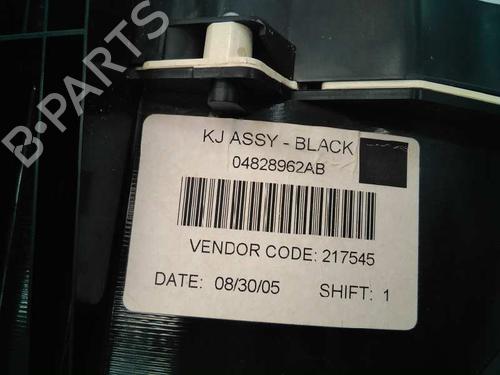 B-PARTS
KJ ASSY - BLACK
04828962AB
VENDOR CODE: 217545
DATE: 08/30/05 SHIFT: 1